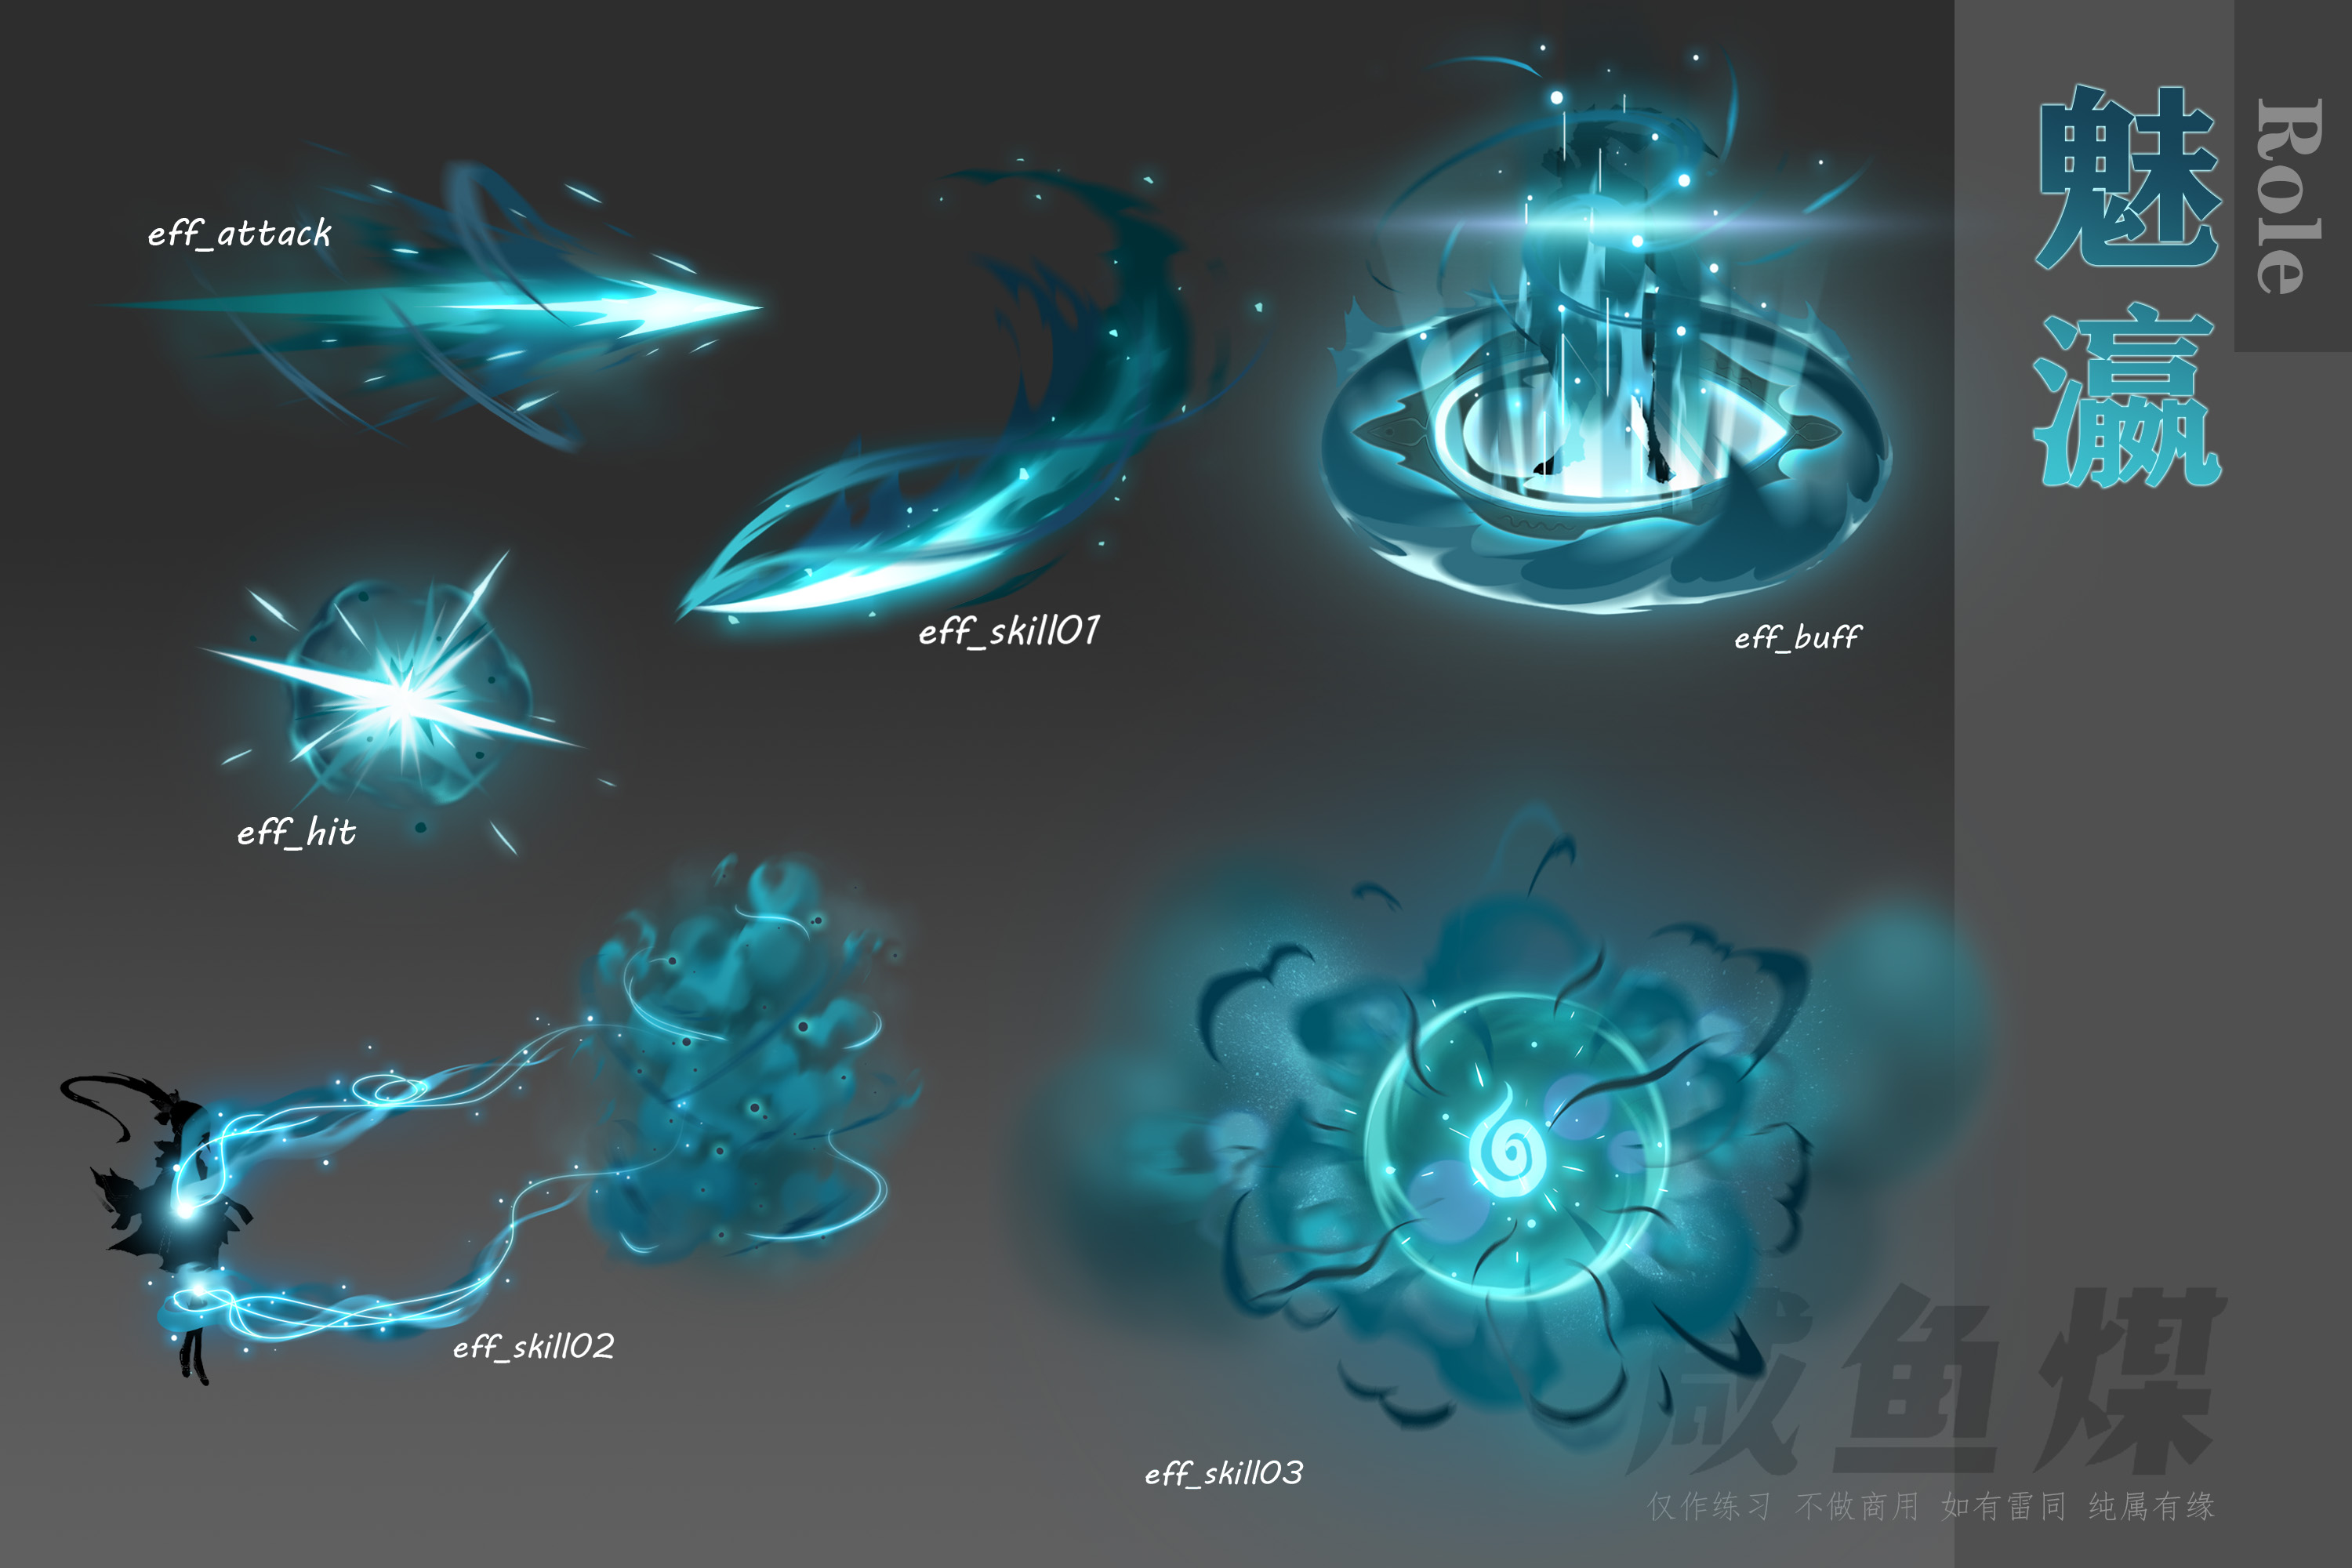 eff_attack
eff_skill01
eff_buff
eff_hit
eff_skill02
eff_skill03
魅瀛
Role
咸鱼煤
仅作练习 不做商用 如有雷同 纯属有缘